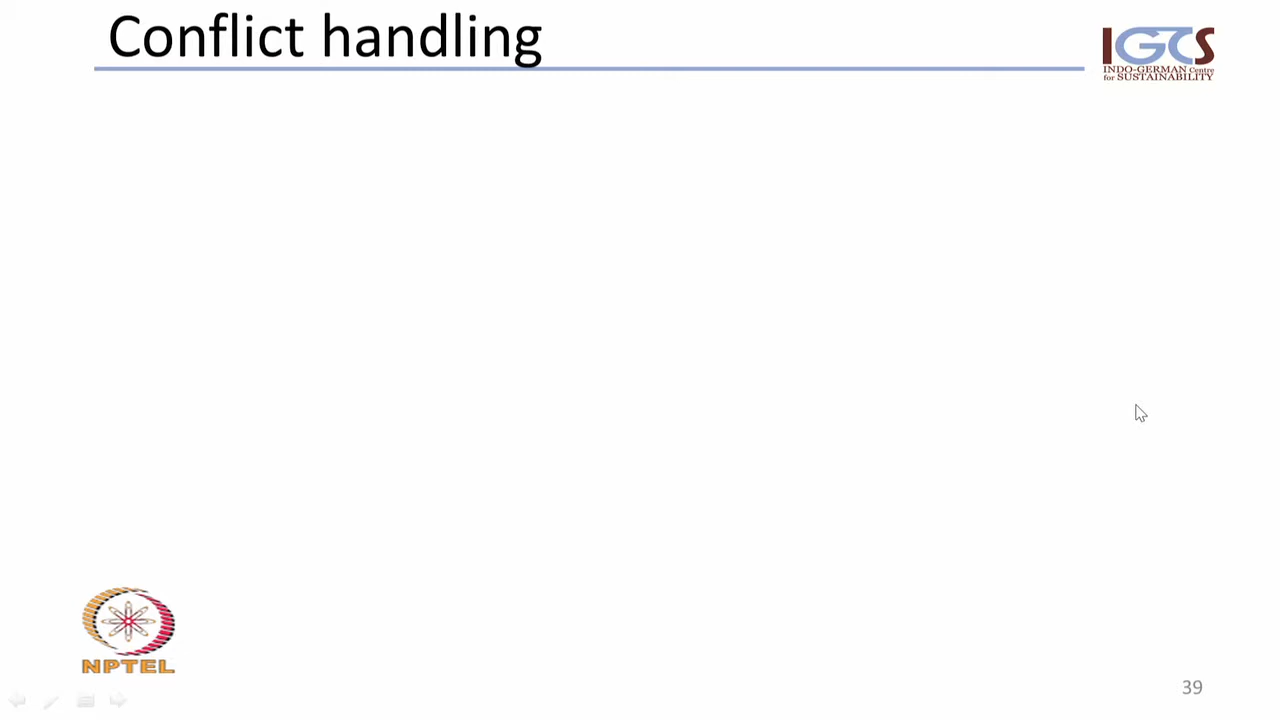 Conflict handling
IGCS
INDO-GERMAN Centre
for SUSTAINABILITY
NPTEL
39